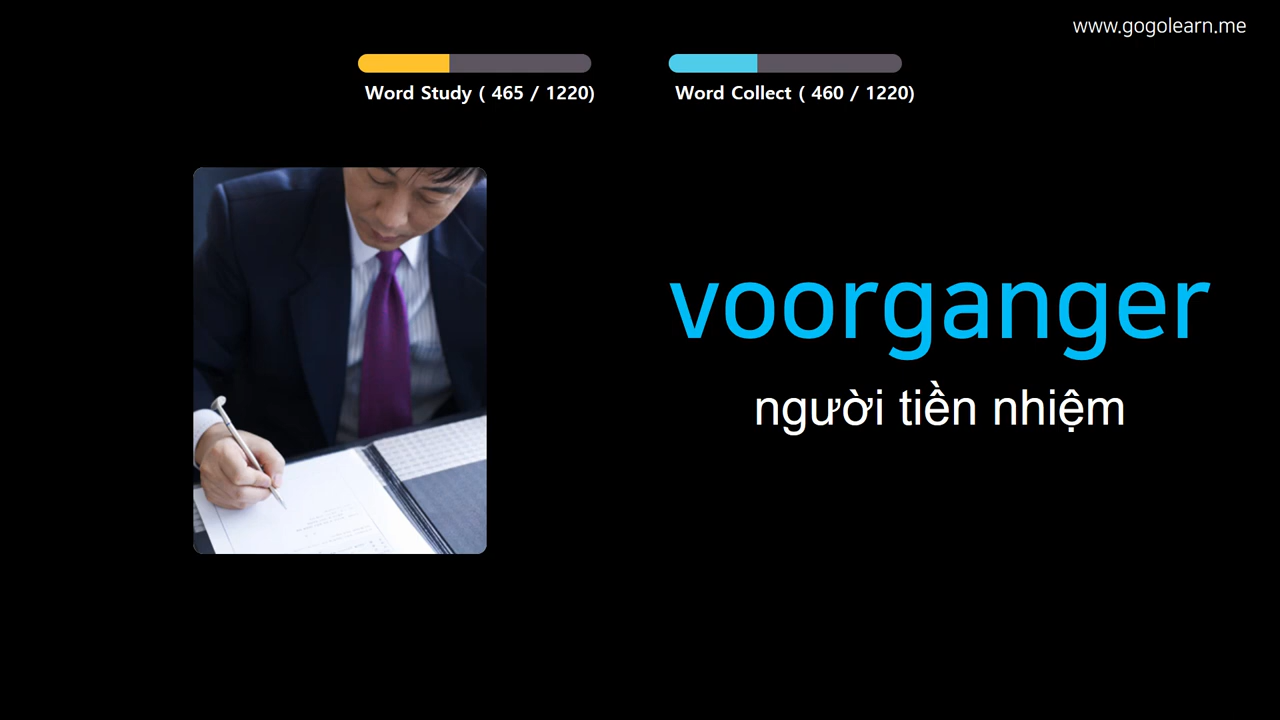 www.gogolearn.me
Word Study ( 465 / 1220)
Word Collect ( 460 / 1220)
voorganger
người tiền nhiệm